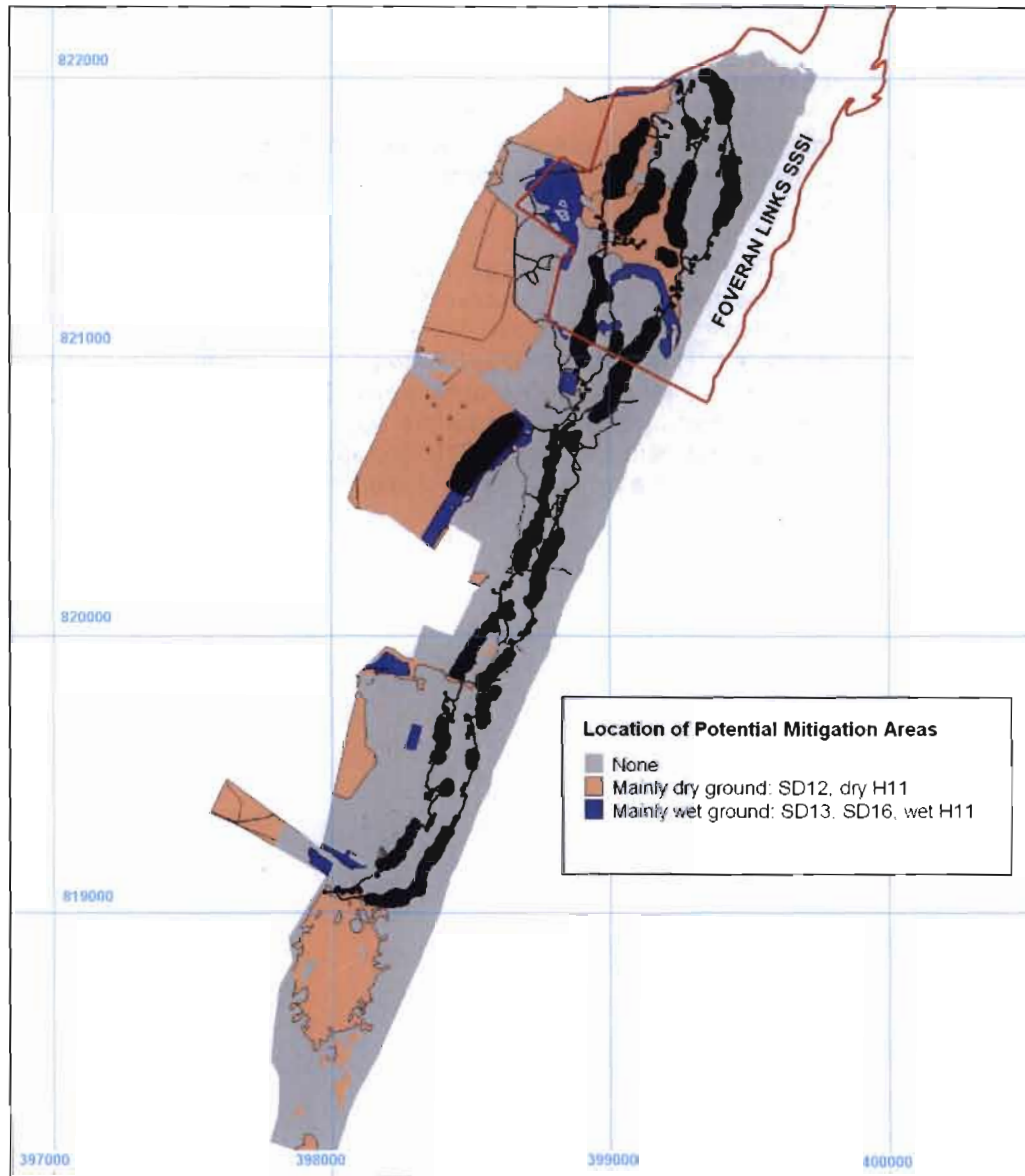 822000
FOVERAN LINKS SSSI
821000
820000
Location of Potential Mitigation Areas
None
Mainly dry ground: SD12, dry H11
Mainly wet ground: SD13. SD16, wet H11
819000
397000
398000
399000
400000